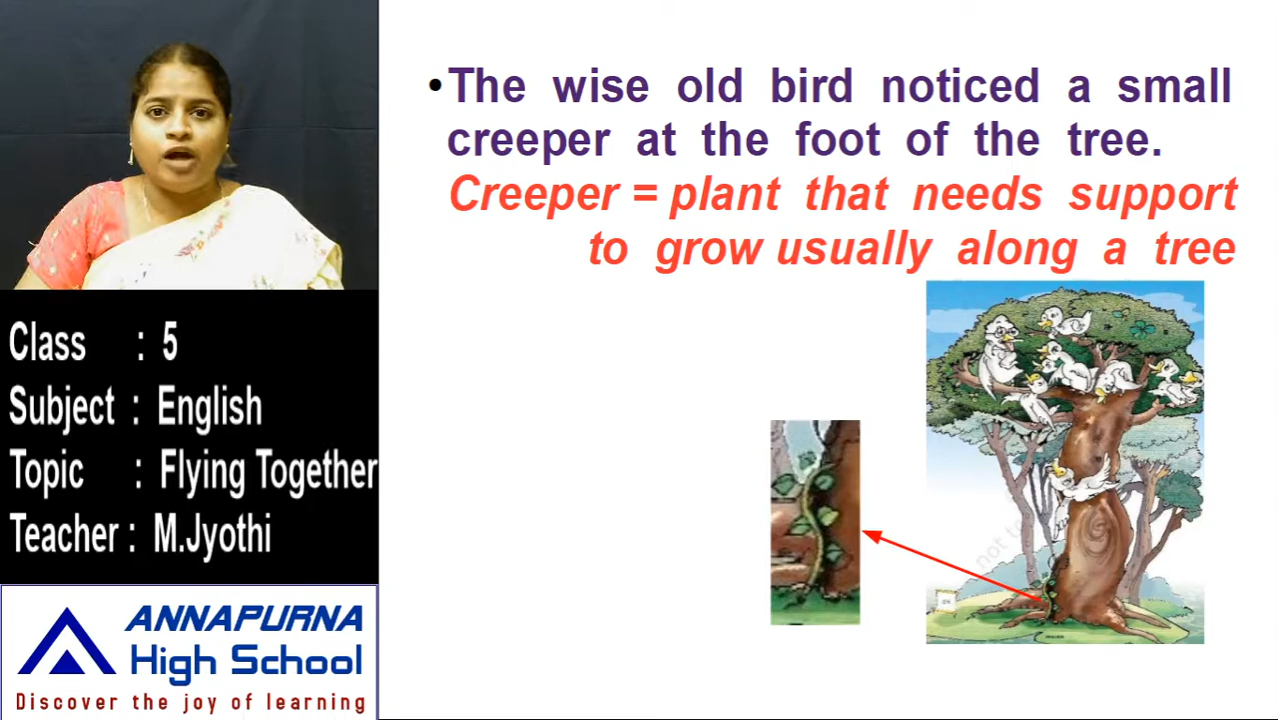 • The wise old bird noticed a small
creeper at the foot of the tree.
Creeper = plant that needs support
to grow usually along a tree
Class : 5
Subject : English
Topic : Flying Together
Teacher : M.Jyothi
ANNAPURNA
High School
Discover the joy of learning
not to